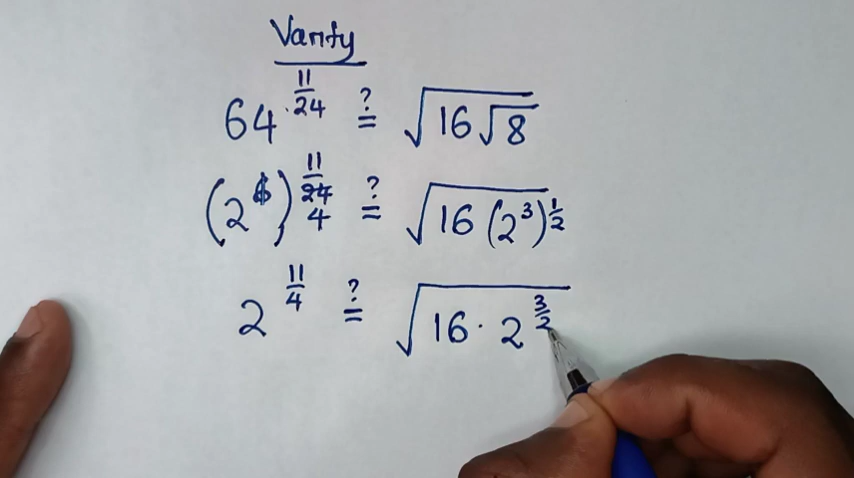 Varify
64^{11/24} ≟ √(16√8)
(2^6)^{11/24 4} ≟ √(16(2^3)^{1/2})
2^{11/4} ≟ √(16 · 2^{3/2})